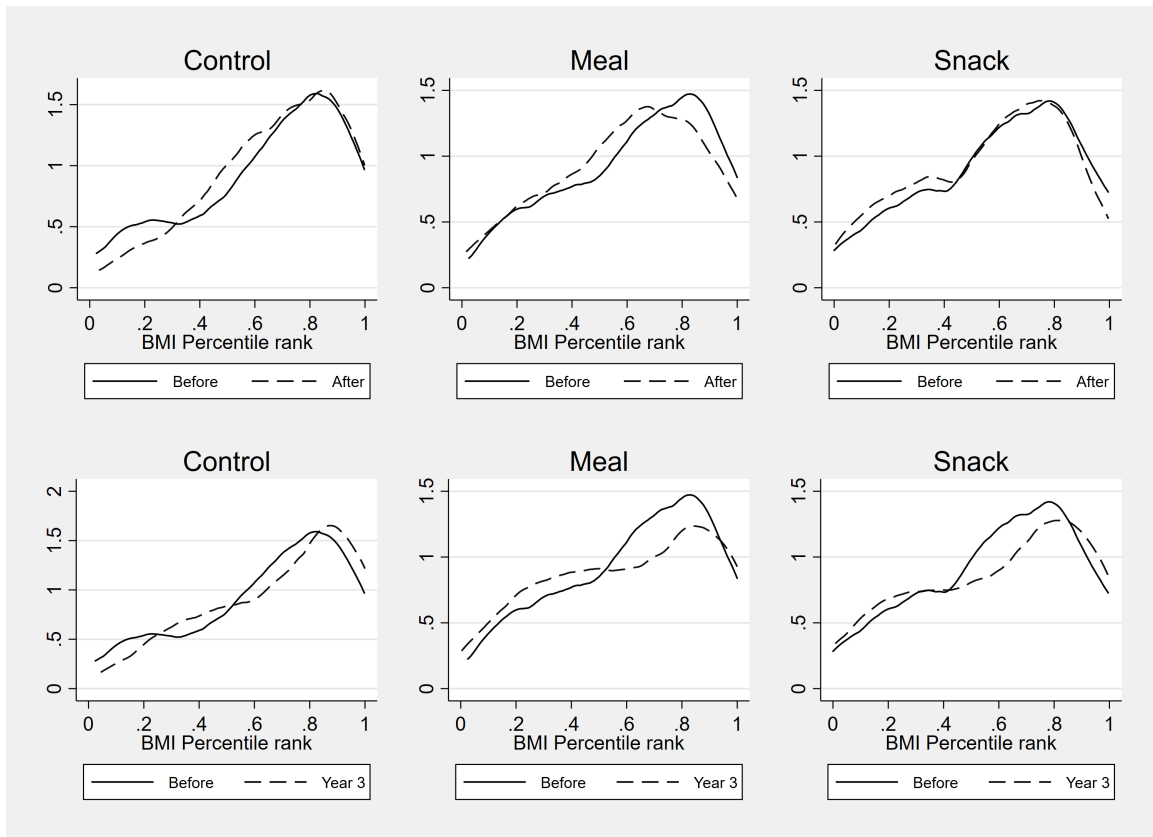 Control Meal Snack
1.5 1.5 1.5
1 1 1
.5 .5 .5
0 0 0
0 .2 .4 .6 .8 1 0 .2 .4 .6 .8 1 0 .2 .4 .6 .8 1
BMI Percentile rank BMI Percentile rank BMI Percentile rank
Before After Before After Before After
Control Meal Snack
2 1.5 1.5
1.5 1 1
1 .5 .5
.5 0 0
0
0 .2 .4 .6 .8 1 0 .2 .4 .6 .8 1 0 .2 .4 .6 .8 1
BMI Percentile rank BMI Percentile rank BMI Percentile rank
Before Year 3 Before Year 3 Before Year 3